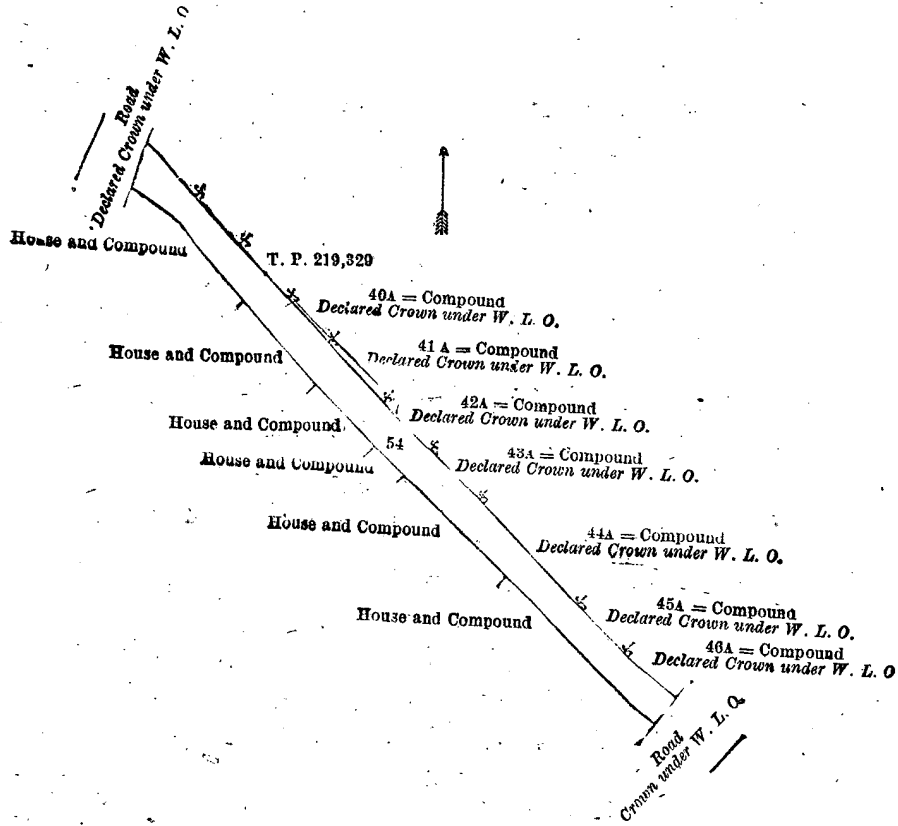 Road
Declared Crown under W. L. O
House and Compound
T. P. 219,320
40A = Compound
Declared Crown under W. L. O.
41A = Compound
Declared Crown under W. L. O.
House and Compound
42A = Compound
Declared Crown under W. L. O.
House and Compound
54
43A = Compound
Declared Crown under W. L. O.
House and Compound
House and Compound
44A = Compound
Declared Crown under W. L. O.
45A = Compound
Declared Crown under W. L. O.
House and Compound
46A = Compound
Declared Crown under W. L. O
Road
Crown under W. L. O.